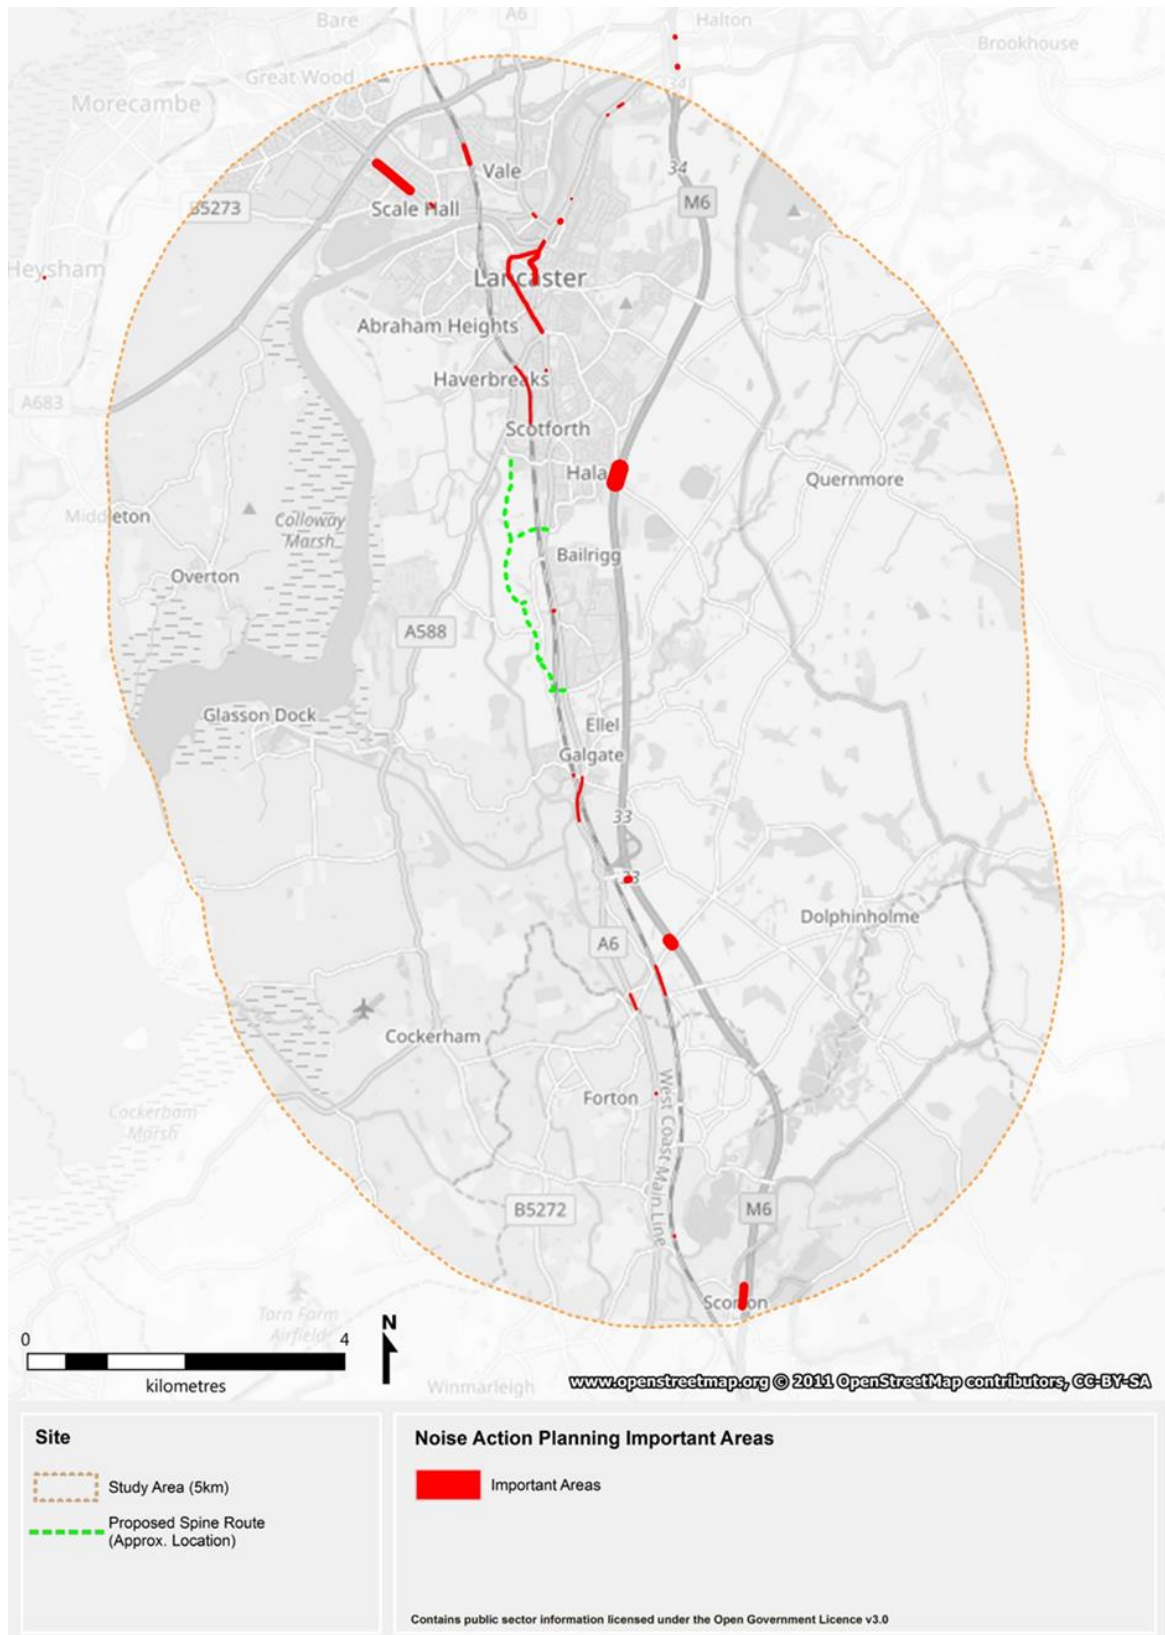 Bare
A6
Halton
Brookhouse
Great Wood
Morecambe
34
Vale
34
M6
Scale Hall
B5273
Heysham
Lancaster
Abraham Heights
Haverbreaks
A683
Scotforth
Hala
Quernmore
Middleton
Colloway
Marsh
Bailrigg
Overton
A588
Glasson Dock
Ellel
Galgate
33
33
Dolphinholme
A6
Cockerham
Forton
West Coast Main Line
Cockerham
Marsh
B5272
M6
Scorton
Tarn Farm
Airfield
0
4
N
kilometres
Winmarleigh
www.openstreetmap.org © 2011 OpenStreetMap contributors, CC-BY-SA
Site
Study Area (5km)
Proposed Spine Route
(Approx. Location)
Noise Action Planning Important Areas
Important Areas
Contains public sector information licensed under the Open Government Licence v3.0